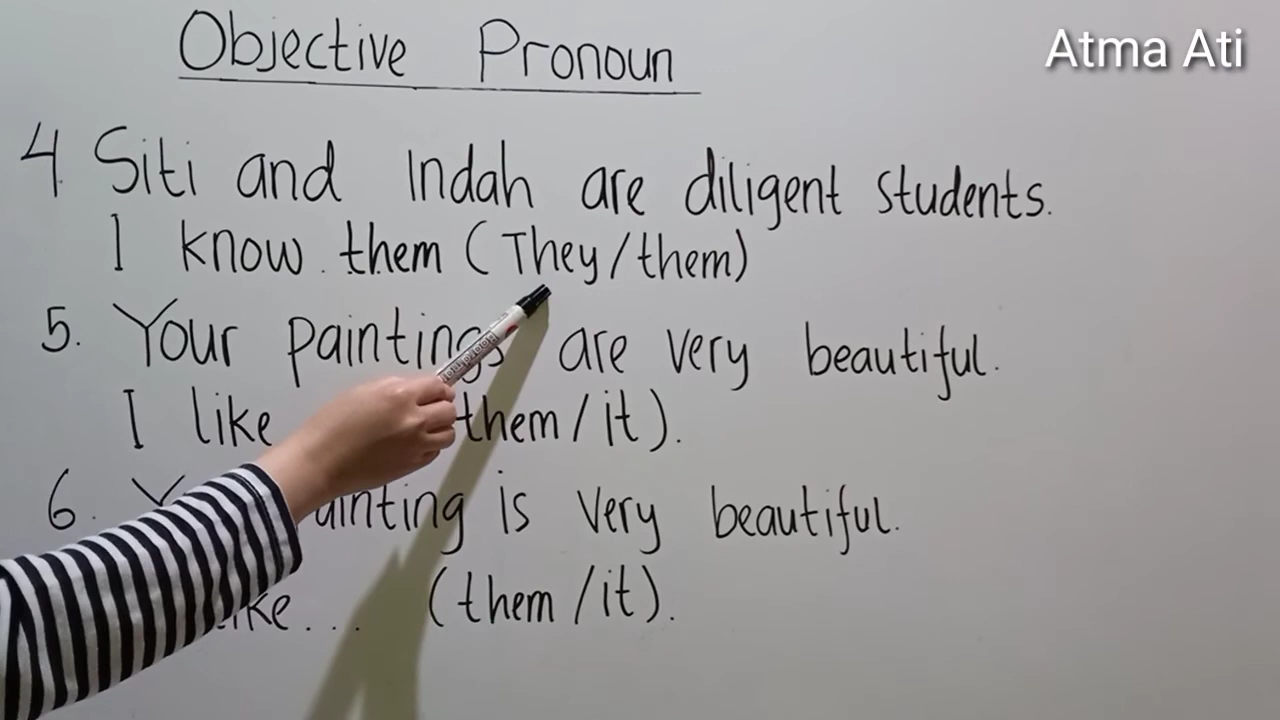 Objective Pronoun
Atma Ati
4. Siti and Indah are diligent students.
I know them (They/them)
5. Your paintings are very beautiful.
I like them/it).
6. is very beautiful.
... (them/it).